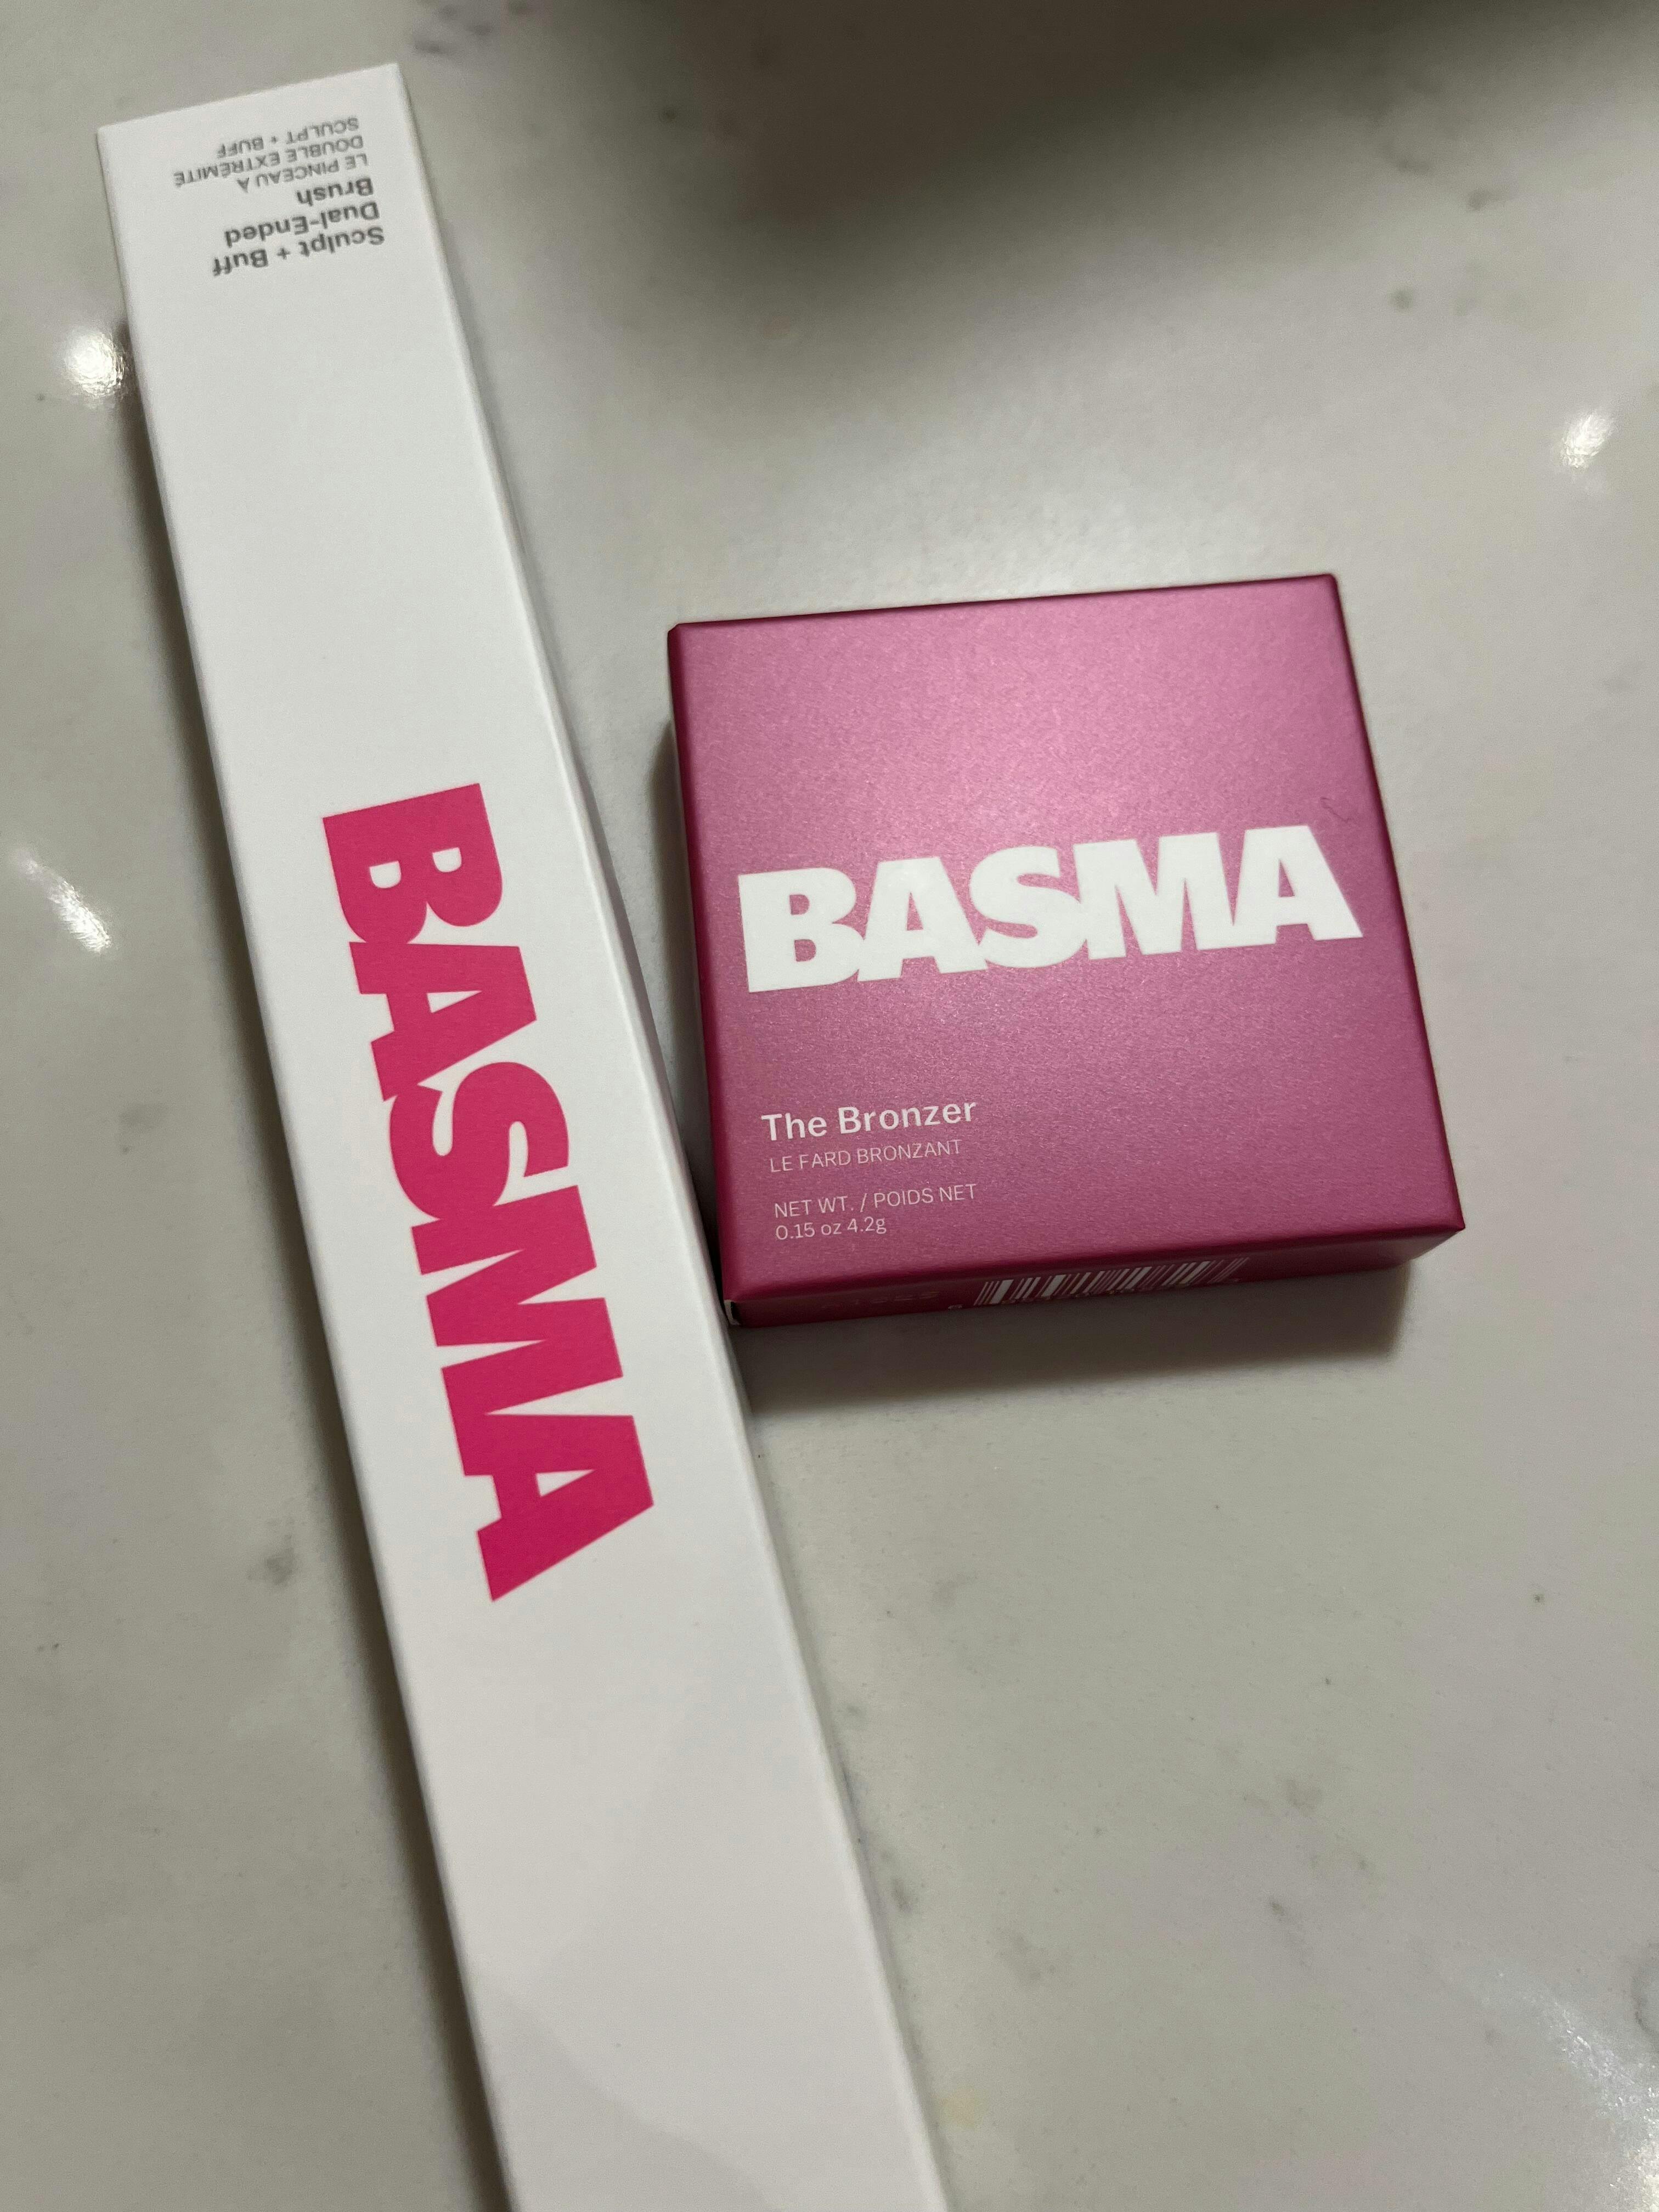 Sculpt + Buff
Dual-Ended
Brush
LE PINCEAU À
DOUBLE EXTRÉMITÉ
SCULPT + BUFF
BASMA
BASMA
The Bronzer
LE FARD BRONZANT
NET WT. / POIDS NET
0.15 oz 4.2g